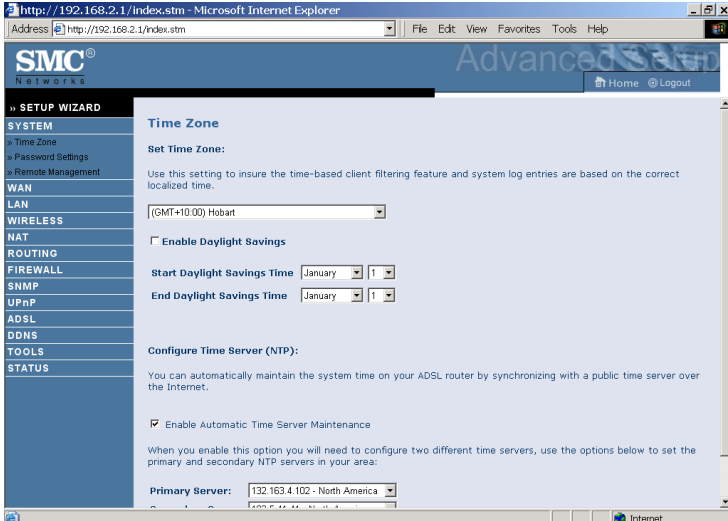 http://192.168.2.1/index.stm - Microsoft Internet Explorer
Address http://192.168.2.1/index.stm File Edit View Favorites Tools Help
SMC®
Networks
Advanced Setup
Home Logout
» SETUP WIZARD
SYSTEM
» Time Zone
» Password Settings
» Remote Management
WAN
LAN
WIRELESS
NAT
ROUTING
FIREWALL
SNMP
UPnP
ADSL
DDNS
TOOLS
STATUS
Time Zone
Set Time Zone:
Use this setting to insure the time-based client filtering feature and system log entries are based on the correct
localized time.
(GMT+10:00) Hobart
Enable Daylight Savings
Start Daylight Savings Time January 1
End Daylight Savings Time January 1
Configure Time Server (NTP):
You can automatically maintain the system time on your ADSL router by synchronizing with a public time server over
the Internet.
Enable Automatic Time Server Maintenance
When you enable this option you will need to configure two different time servers, use the options below to set the
primary and secondary NTP servers in your area:
Primary Server: 132.163.4.102 - North America
Internet